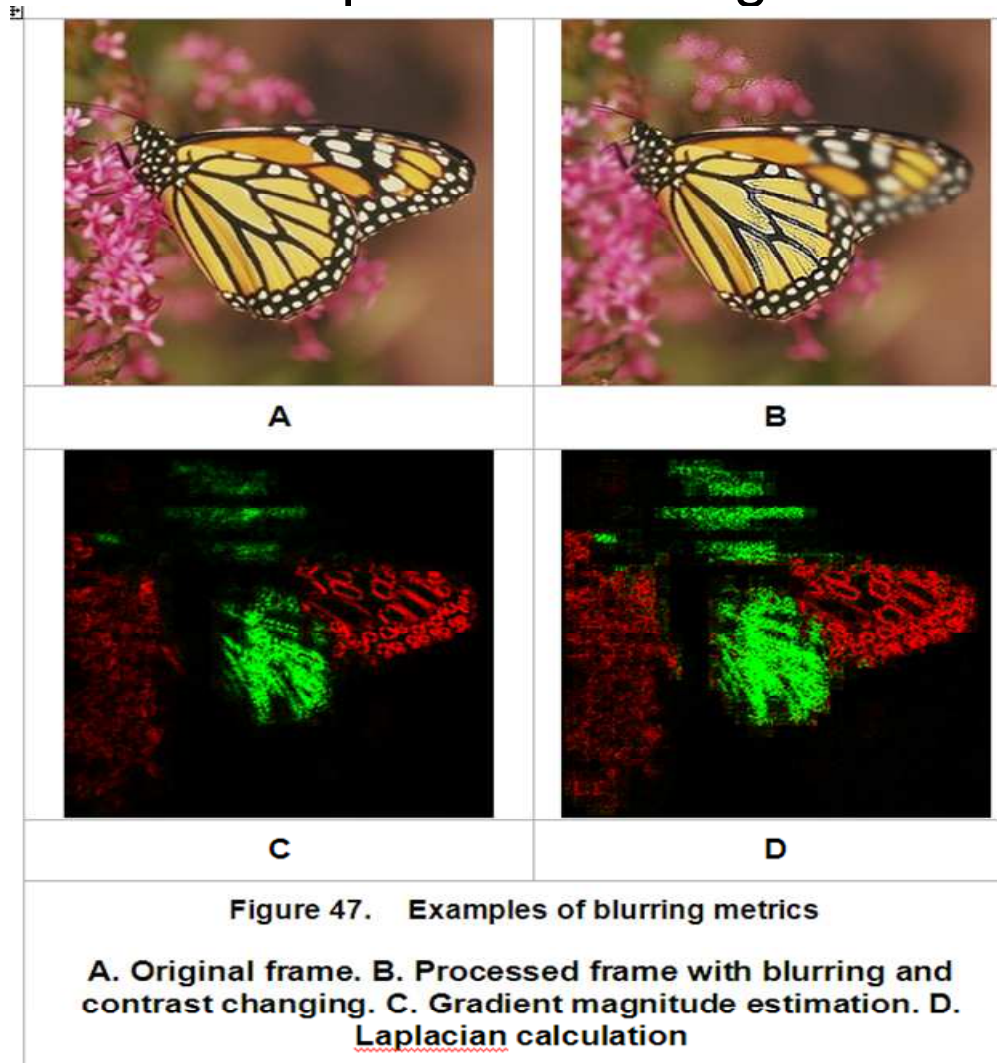 A
B
C
D
Figure 47. Examples of blurring metrics
A. Original frame. B. Processed frame with blurring and
contrast changing. C. Gradient magnitude estimation. D.
Laplacian calculation